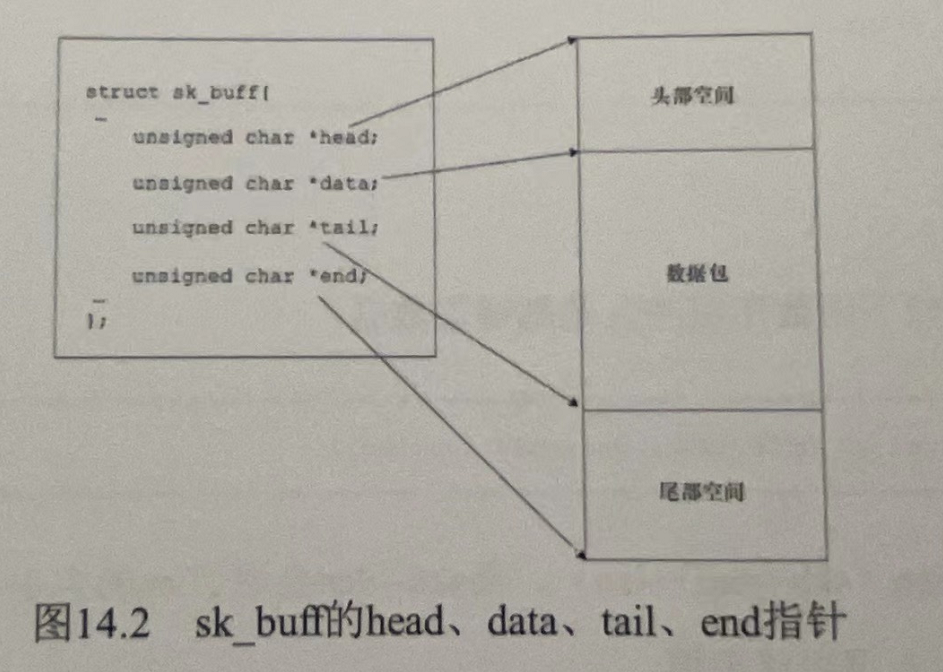 struct sk_buff{
…
unsigned char *head;
unsigned char *data;
unsigned char *tail;
unsigned char *end;
…
};
头部空间
数据包
尾部空间
图14.2 sk_buff的head、data、tail、end指针